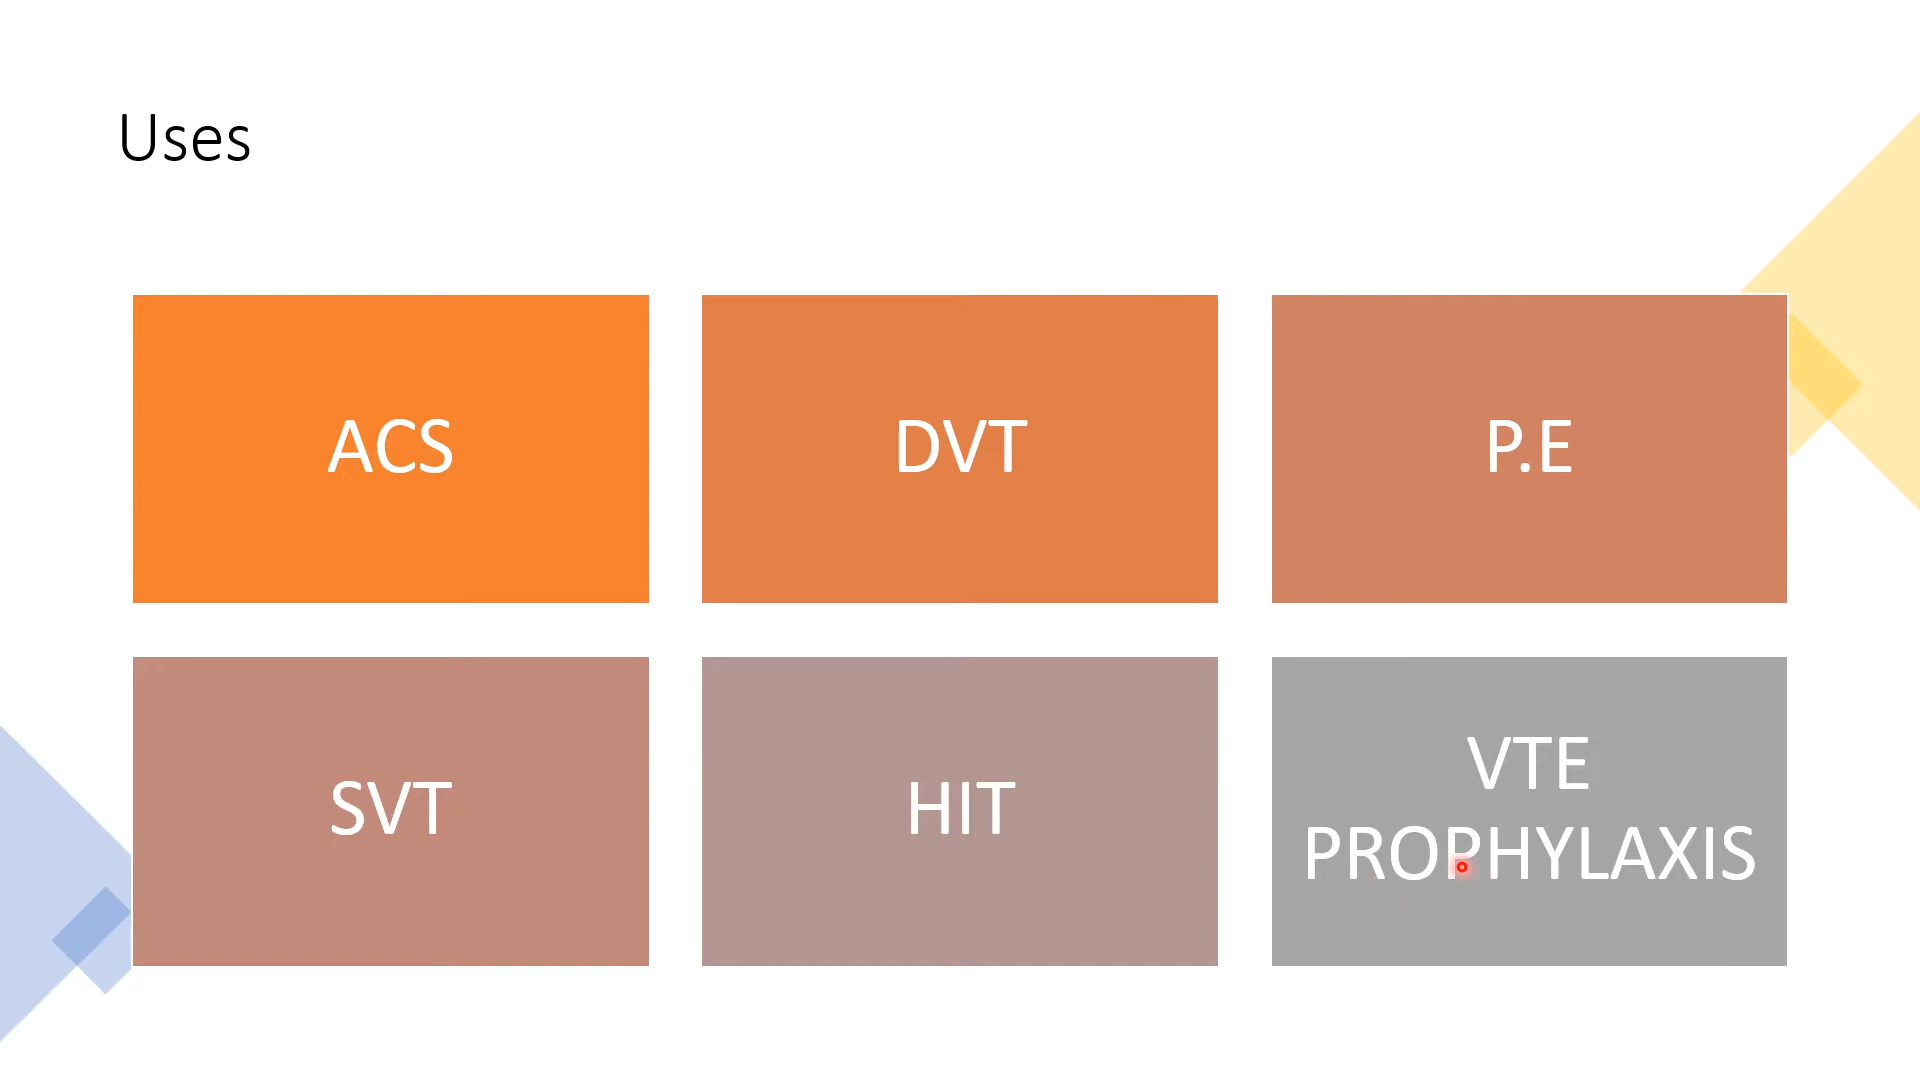 Uses
ACS
DVT
P.E
SVT
HIT
VTE
PROPHYLAXIS